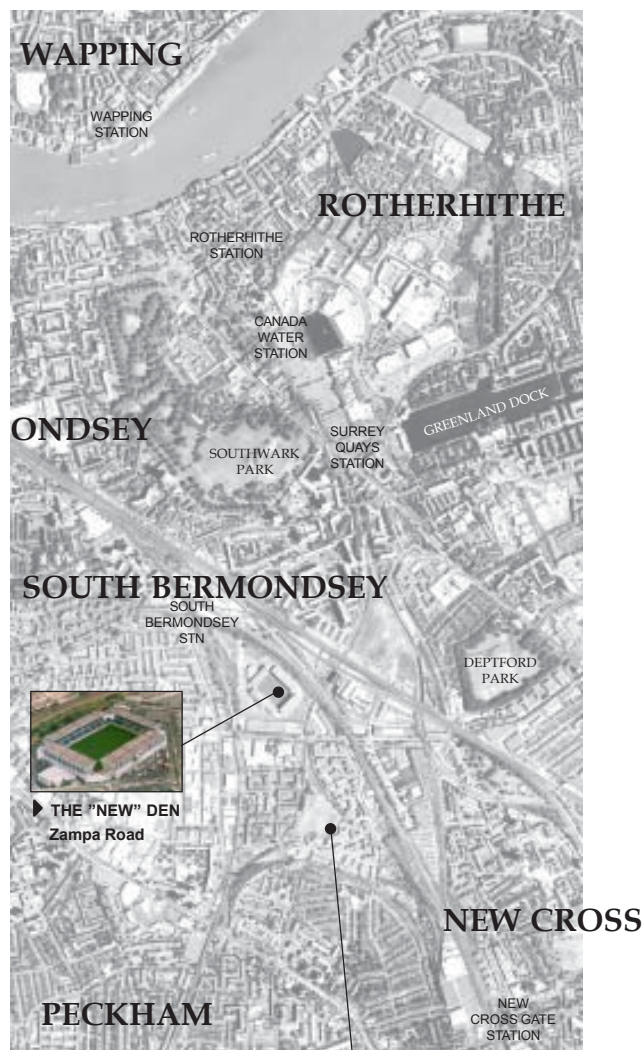 WAPPING
WAPPING
STATION
ROTHERHITHE
ROTHERHITHE
STATION
CANADA
WATER
STATION
GREENLAND DOCK
ONDSEY
SURREY
QUAYS
STATION
SOUTHWARK
PARK
SOUTH BERMONDSEY
SOUTH
BERMONDSEY
STN
DEPTFORD
PARK
THE ”NEW” DEN
Zampa Road
NEW CROSS
PECKHAM
NEW
CROSS GATE
STATION